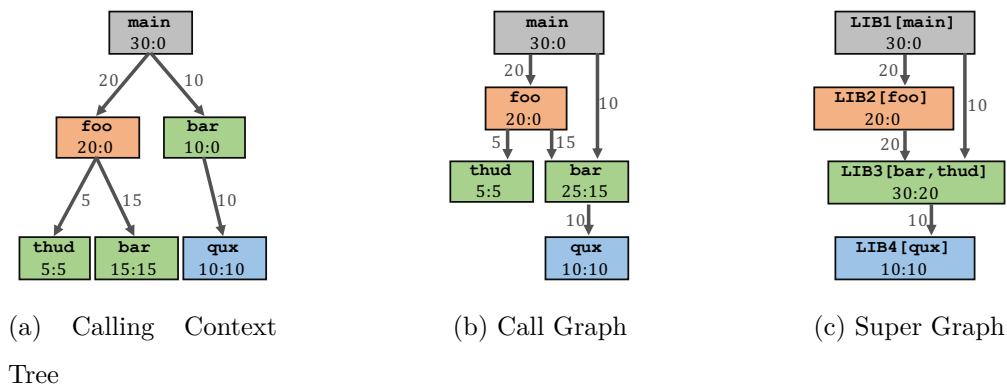 main
30:0
20
10
foo
20:0
bar
10:0
5
15
10
thud
5:5
bar
15:15
qux
10:10
(a) Calling Context
Tree
main
30:0
20
foo
20:0
10
5
15
thud
5:5
bar
25:15
10
qux
10:10
(b) Call Graph
LIB1[main]
30:0
20
LIB2[foo]
20:0
10
20
LIB3[bar,thud]
30:20
10
LIB4[qux]
10:10
(c) Super Graph